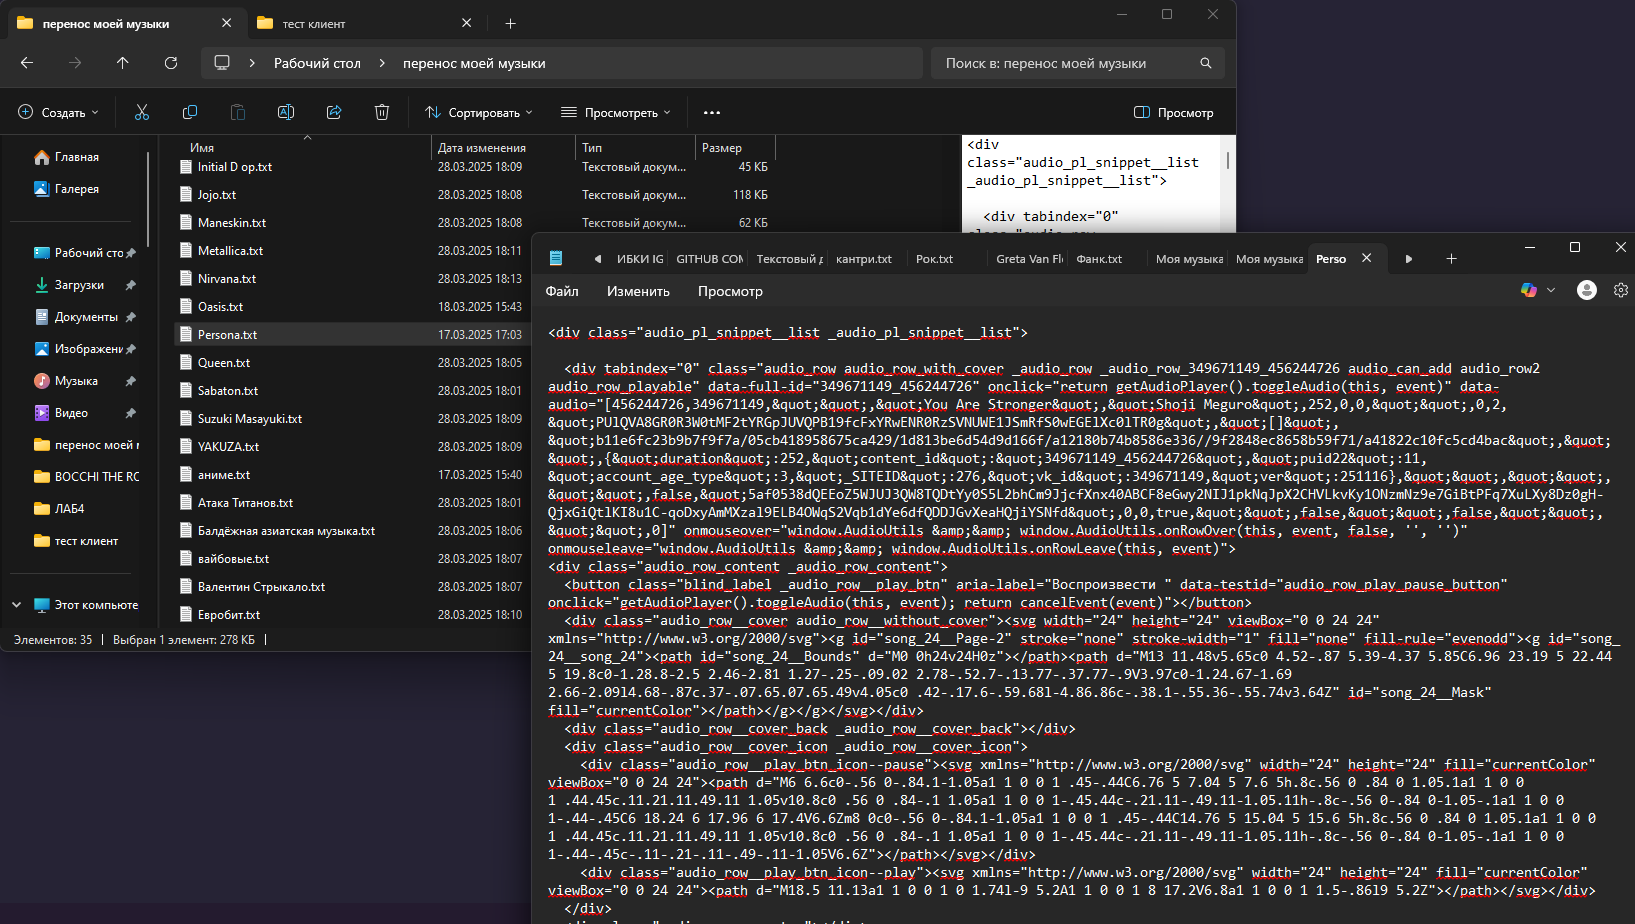 перенос моей музыки
тест клиент
Рабочий стол
перенос моей музыки
Поиск в: перенос моей музыки
Создать
Сортировать
Просмотреть
Просмотр
Имя
Дата изменения
Тип
Размер
Главная
Галерея
Рабочий сто
Загрузки
Документы
Изображени
Музыка
Видео
перенос моей м
BOCCHI THE RO
ЛАБ4
тест клиент
Этот компьюте
Initial D op.txt 28.03.2025 18:09 Текстовый докум... 45 КБ
Jojo.txt 28.03.2025 18:08 Текстовый докум... 118 КБ
Maneskin.txt 28.03.2025 18:08 Текстовый докум... 62 КБ
Metallica.txt 28.03.2025 18:11
Nirvana.txt 28.03.2025 18:13
Oasis.txt 18.03.2025 15:43
Persona.txt 17.03.2025 17:03
Queen.txt 28.03.2025 18:05
Sabaton.txt 28.03.2025 18:01
Suzuki Masayuki.txt 28.03.2025 18:09
YAKUZA.txt 28.03.2025 18:09
аниме.txt 17.03.2025 15:40
Атака Титанов.txt 28.03.2025 18:01
Балдёжная азиатская музыка.txt 28.03.2025 18:06
вайбовые.txt 28.03.2025 18:07
Валентин Стрыкало.txt 28.03.2025 18:07
Евробит.txt 28.03.2025 18:10
Элементов: 35 | Выбран 1 элемент: 278 КБ |
<div
class="audio_pl_snippet__list
_audio_pl_snippet__list">
<div tabindex="0"
ИБКИ IG
GITHUB COM
Текстовый д
кантри.txt
Рок.txt
Greta Van Fl
Фанк.txt
Моя музыка
Моя музыка
Perso
Файл
Изменить
Просмотр
<div class="audio_pl_snippet__list _audio_pl_snippet__list">
<div tabindex="0" class="audio_row audio_row_with_cover _audio_row _audio_row_349671149_456244726 audio_can_add audio_row2
audio_row_playable" data-full-id="349671149_456244726" onclick="return getAudioPlayer().toggleAudio(this, event)" data-
audio="[456244726,349671149,&quot;&quot;,&quot;You Are Stronger&quot;,&quot;Shoji Meguro&quot;,252,0,0,&quot;&quot;,0,2,
&quot;PUlQVA8GR0R3W0tMF2tYRGpJUVQPB19fcFxYRwENR0RzSVNUWE1JSmRfS0wEGElXc0lTR0g&quot;,&quot;[]&quot;,
&quot;b11e6fc23b9b7f9f7a/05cb418958675ca429/1d813be6d54d9d166f/a12180b74b8586e336//9f2848ec8658b59f71/a41822c10fc5cd4bac&quot;,&quot;
&quot;,{&quot;duration&quot;:252,&quot;content_id&quot;:&quot;349671149_456244726&quot;,&quot;puid22&quot;:11,
&quot;account_age_type&quot;:3,&quot;_SITEID&quot;:276,&quot;vk_id&quot;:349671149,&quot;ver&quot;:251116},&quot;&quot;,&quot;&quot;,
&quot;&quot;,false,&quot;5af0538dQEEoZ5WJUJ3QW8TQDtYy0S5L2bhCm9JjcfXnx40ABCF8eGwy2NIJ1pkNqJpX2CHVLkvKy1ONzmNz9e7GiBtPFq7XuLXy8Dz0gH-
QjxGiQtlKI8u1C-qoDxyAmMXzal9ELB4OWqS2Vqb1dYe6dfQDDJGvXeaHQjiYSNfd&quot;,0,0,true,&quot;&quot;,false,&quot;&quot;,false,&quot;&quot;,
&quot;&quot;,0]" onmouseover="window.AudioUtils &amp;&amp; window.AudioUtils.onRowOver(this, event, false, '', '')"
onmouseleave="window.AudioUtils &amp;&amp; window.AudioUtils.onRowLeave(this, event)">
<div class="audio_row_content _audio_row_content">
<button class="blind_label _audio_row__play_btn" aria-label="Воспроизвести " data-testid="audio_row_play_pause_button"
onclick="getAudioPlayer().toggleAudio(this, event); return cancelEvent(event)"></button>
<div class="audio_row__cover audio_row__without_cover"><svg width="24" height="24" viewBox="0 0 24 24"
xmlns="http://www.w3.org/2000/svg"><g id="song_24__Page-2" stroke="none" stroke-width="1" fill="none" fill-rule="evenodd"><g id="song_
24__song_24"><path id="song_24__Bounds" d="M0 0h24v24H0z"></path><path d="M13 11.48v5.65c0 4.52-.87 5.39-4.37 5.85C6.96 23.19 5 22.44
5 19.8c0-1.28.8-2.5 2.46-2.81 1.27-.25-.09.02 2.78-.52.7-.13.77-.37.77-.9V3.97c0-1.24.67-1.69
2.66-2.09l4.68-.87c.37-.07.65.07.65.49v4.05c0 .42-.17.6-.59.68l-4.86.86c-.38.1-.55.36-.55.74v3.64Z" id="song_24__Mask"
fill="currentColor"></path></g></g></svg></div>
<div class="audio_row__cover_back _audio_row__cover_back"></div>
<div class="audio_row__cover_icon _audio_row__cover_icon">
<div class="audio_row__play_btn_icon--pause"><svg xmlns="http://www.w3.org/2000/svg" width="24" height="24" fill="currentColor"
viewBox="0 0 24 24"><path d="M6 6.6c0-.56 0-.84.1-1.05a1 1 0 0 1 .45-.44C6.76 5 7.04 5 7.6 5h.8c.56 0 .84 0 1.05.1a1 1 0 0
1 .44.45c.11.21.11.49.11 1.05v10.8c0 .56 0 .84-.1 1.05a1 1 0 0 1-.45.44c-.21.11-.49.11-1.05.11h-.8c-.56 0-.84 0-1.05-.1a1 1 0 0
1-.44-.45C6 18.24 6 17.96 6 17.4V6.6Zm8 0c0-.56 0-.84.1-1.05a1 1 0 0 1 .45-.44C14.76 5 15.04 5 15.6 5h.8c.56 0 .84 0 1.05.1a1 1 0 0
1 .44.45c.11.21.11.49.11 1.05v10.8c0 .56 0 .84-.1 1.05a1 1 0 0 1-.45.44c-.21.11-.49.11-1.05.11h-.8c-.56 0-.84 0-1.05-.1a1 1 0 0
1-.44-.45c-.11-.21-.11-.49-.11-1.05V6.6Z"></path></svg></div>
<div class="audio_row__play_btn_icon--play"><svg xmlns="http://www.w3.org/2000/svg" width="24" height="24" fill="currentColor"
viewBox="0 0 24 24"><path d="M18.5 11.13a1 1 0 0 1 0 1.74l-9 5.2A1 1 0 0 1 8 17.2V6.8a1 1 0 0 1 1.5-.86l9 5.2Z"></path></svg></div>
</div>